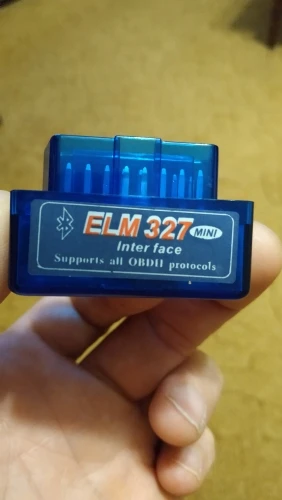 ELM 327 MINI
Inter face
Supports all OBDII protocols